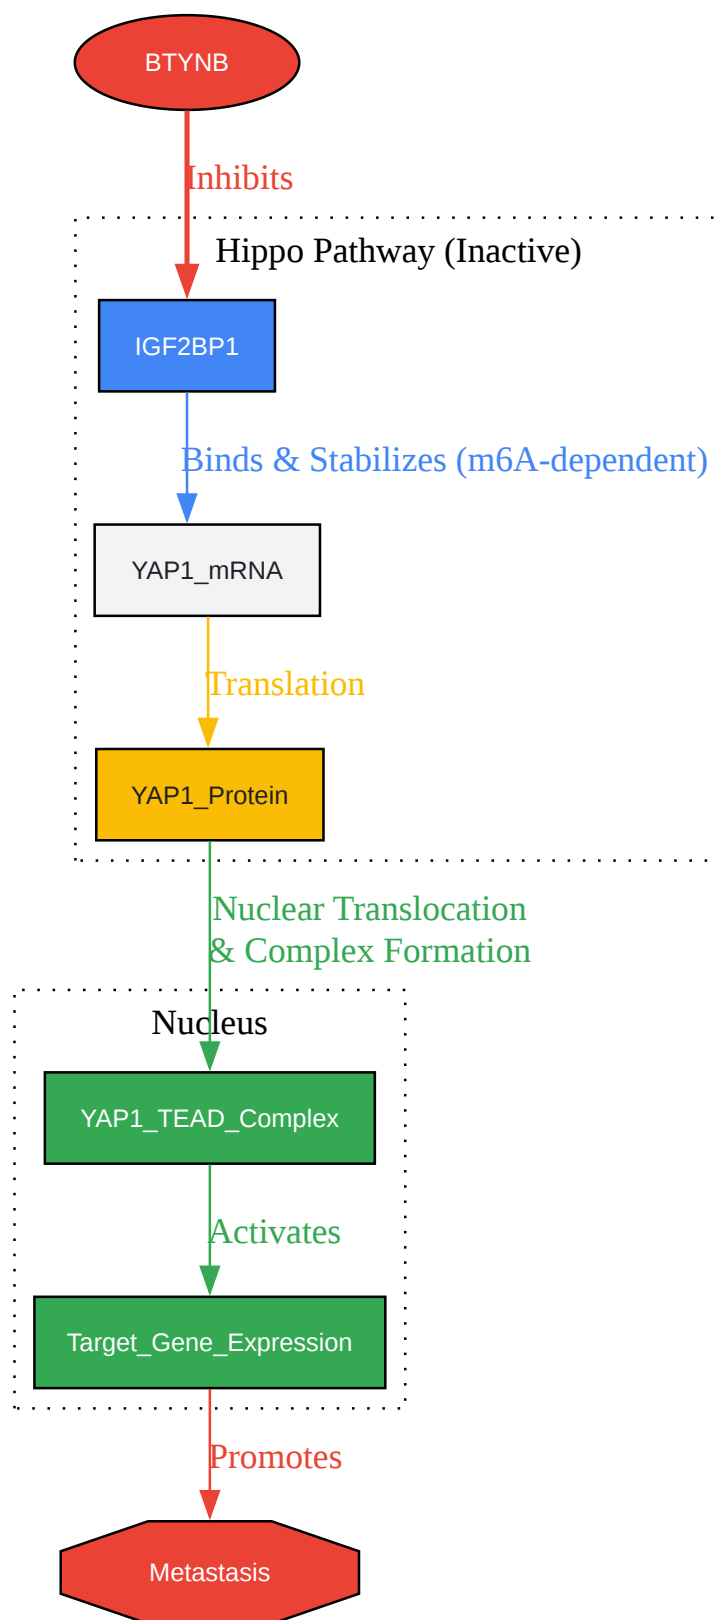 BTYNB
Inhibits
Hippo Pathway (Inactive)
IGF2BP1
Binds & Stabilizes (m6A-dependent)
YAP1_mRNA
Translation
YAP1_Protein
Nuclear Translocation
& Complex Formation
Nucleus
YAP1_TEAD_Complex
Activates
Target_Gene_Expression
Promotes
Metastasis